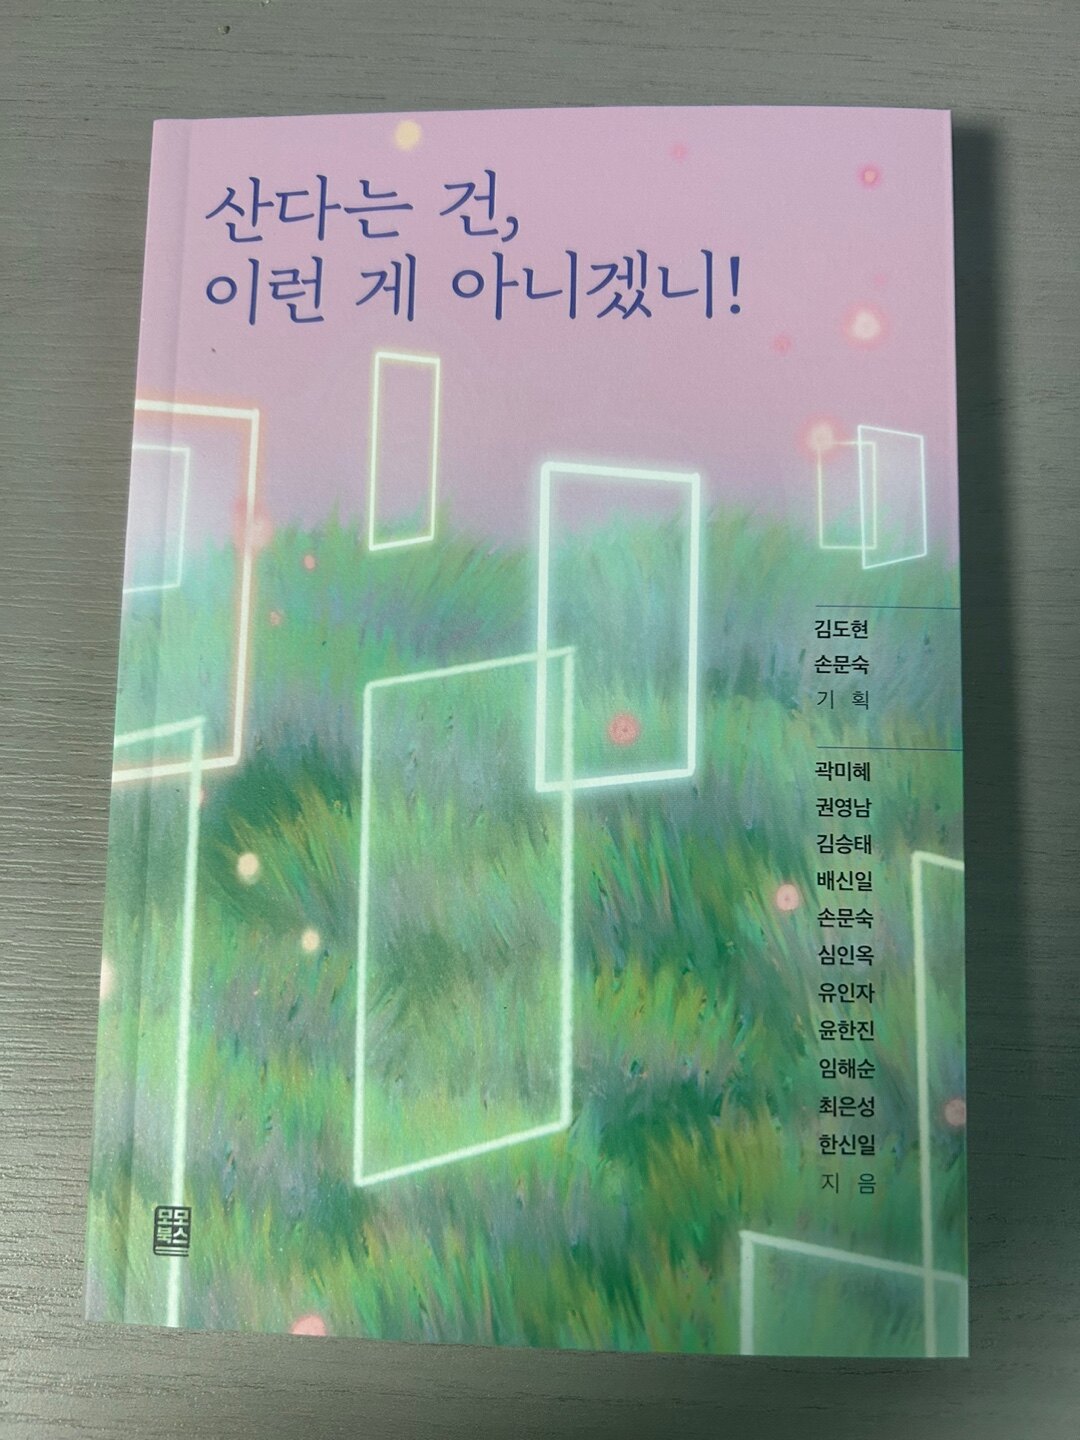 산다는 건,
이런 게 아니겠니!
김도현
손문숙
기 획
곽미혜
권영남
김승태
배신일
손문숙
심인옥
유인자
윤한진
임해순
최은성
한신일
지 음
모모
북스